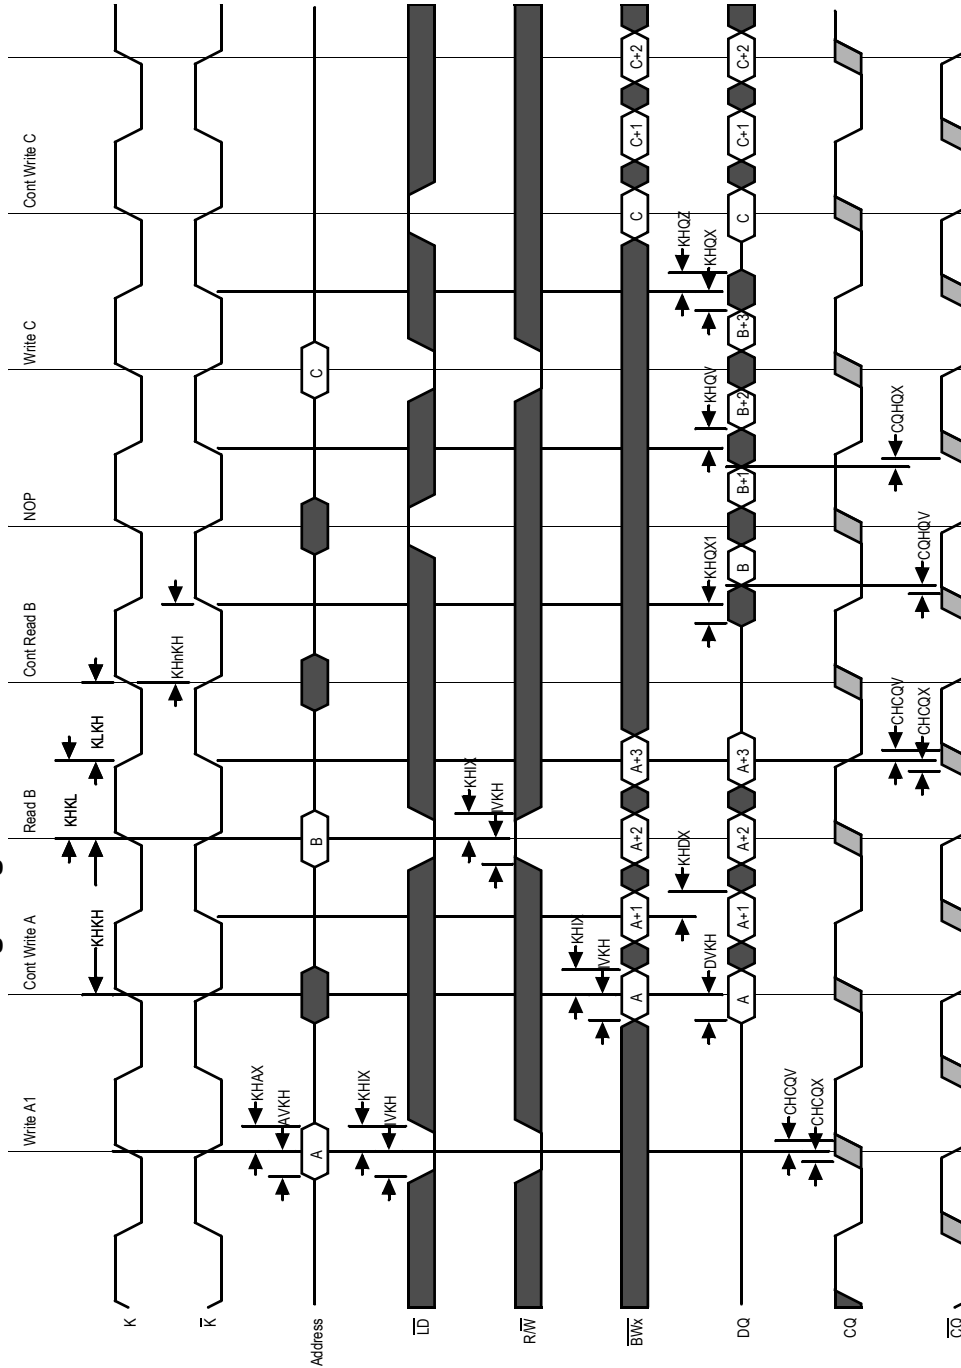 Write A1
Cont Write A
Read B
Cont Read B
NOP
Write C
Cont Write C
K
KHKH
KHKL
KLKH
K
KHnKH
Address
A
B
C
KHAX
AVKH
LD
KHIX
IVKH
R/W
KHIX
IVKH
BWx
A
A+1
A+2
A+3
C
C+1
C+2
KHIX
IVKH
DQ
A
A+1
A+2
A+3
B
B+1
B+2
B+3
C
C+1
C+2
DVKH
KHDX
KHQX1
KHQV
KHQX
KHQZ
CQ
CHCQV
CHCQX
CQHQX
CQ
CHCQV
CHCQX
CQHQV